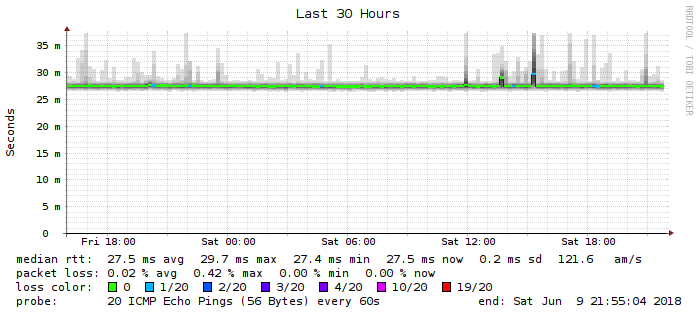 Last 30 Hours
RRDTOOL / TOBI OETIKER
Seconds
35 m
30 m
25 m
20 m
15 m
10 m
5 m
0
Fri 18:00 Sat 00:00 Sat 06:00 Sat 12:00 Sat 18:00
median rtt: 27.5 ms avg 29.7 ms max 27.4 ms min 27.5 ms now 0.2 ms sd 121.6 am/s
packet loss: 0.02 % avg 0.42 % max 0.00 % min 0.00 % now
loss color: 0 1/20 2/20 3/20 4/20 10/20 19/20
probe: 20 ICMP Echo Pings (56 Bytes) every 60s end: Sat Jun 9 21:55:04 2018